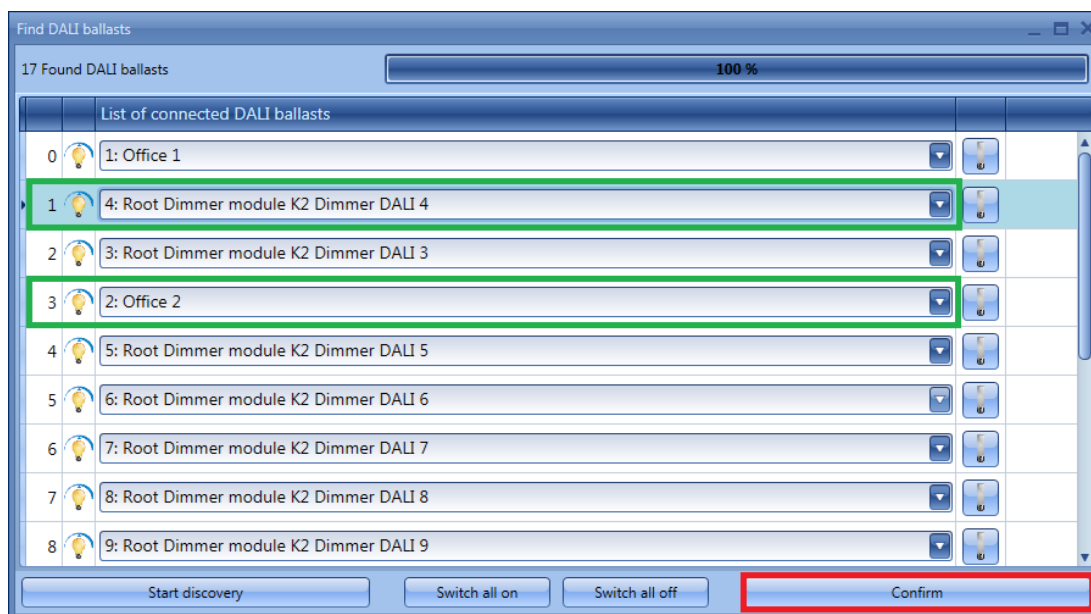 Find DALI ballasts
17 Found DALI ballasts 100 %
List of connected DALI ballasts
0 1: Office 1
1 4: Root Dimmer module K2 Dimmer DALI 4
2 3: Root Dimmer module K2 Dimmer DALI 3
3 2: Office 2
4 5: Root Dimmer module K2 Dimmer DALI 5
5 6: Root Dimmer module K2 Dimmer DALI 6
6 7: Root Dimmer module K2 Dimmer DALI 7
7 8: Root Dimmer module K2 Dimmer DALI 8
8 9: Root Dimmer module K2 Dimmer DALI 9
Start discovery Switch all on Switch all off Confirm